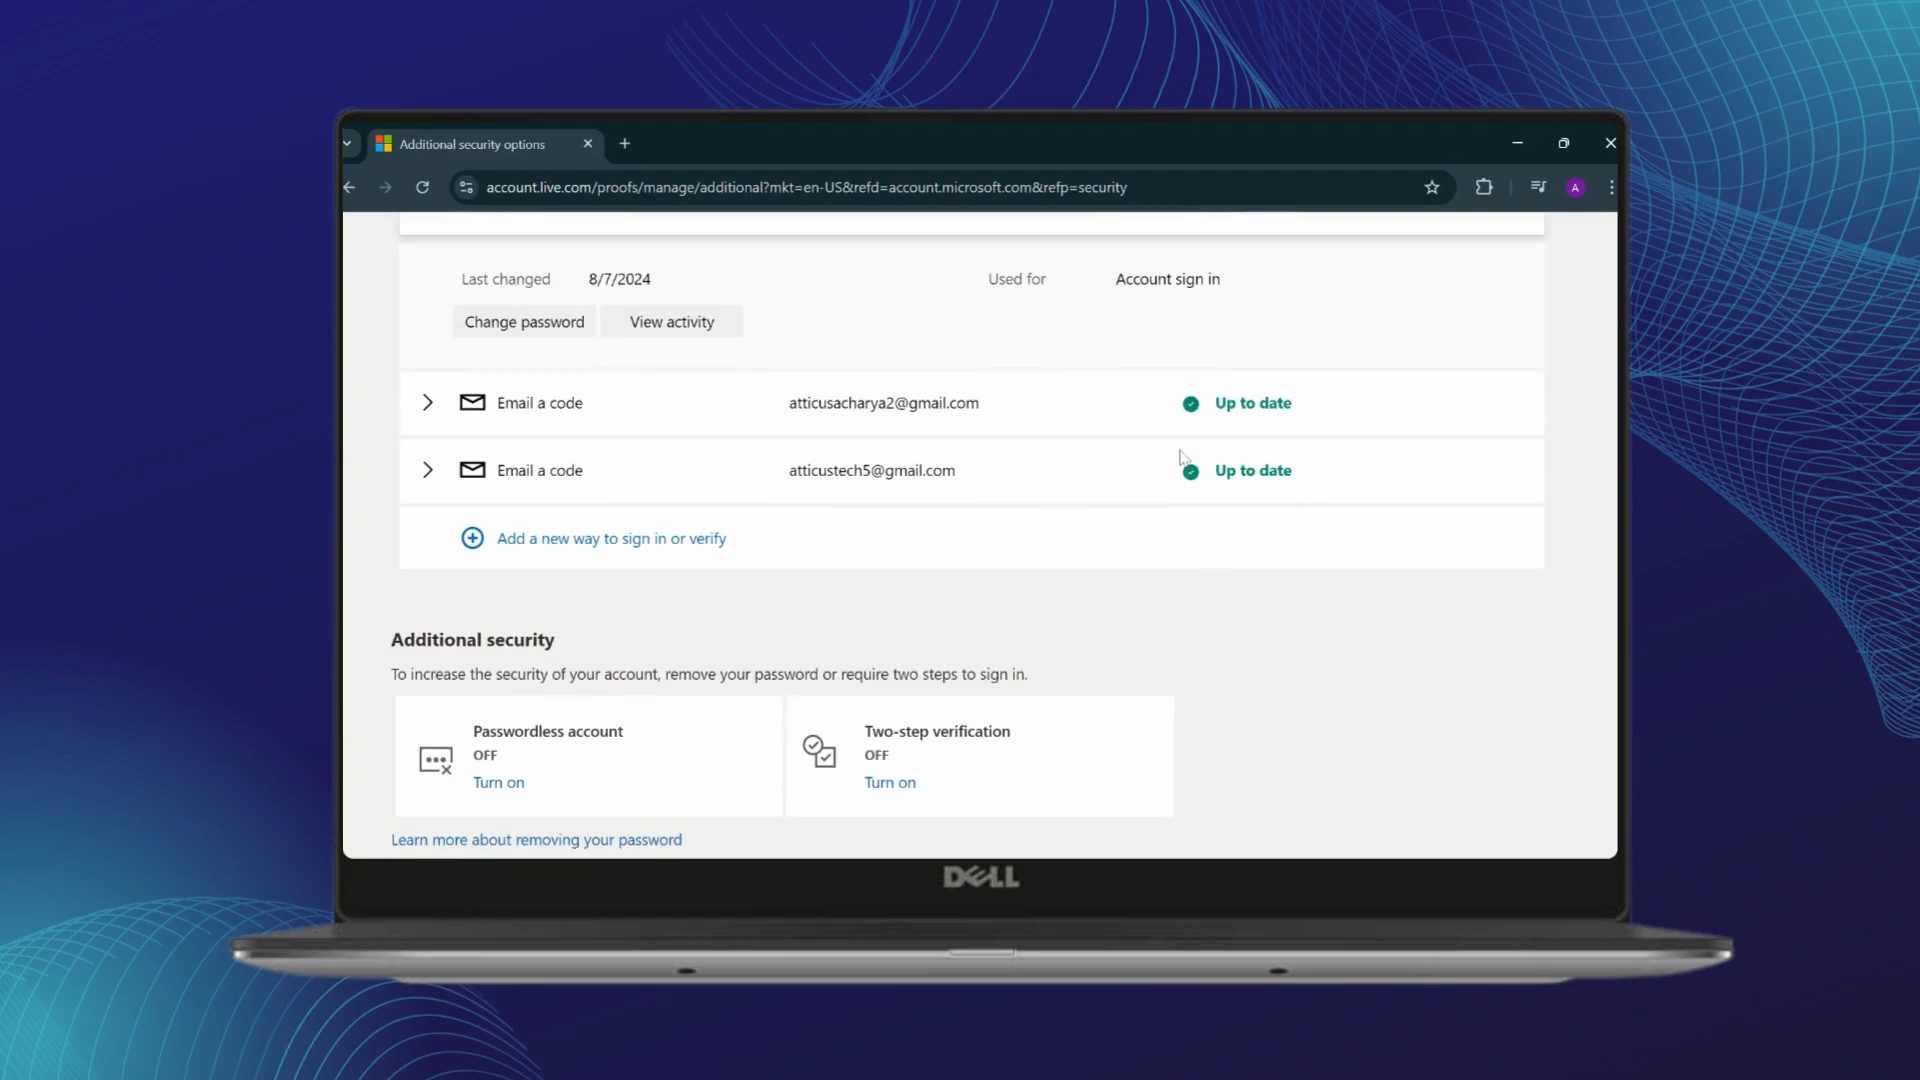 Additional security options
account.live.com/proofs/manage/additional?mkt=en-US&refd=account.microsoft.com&refp=security
A
Last changed 8/7/2024 Used for Account sign in
Change password View activity
Email a code atticusacharya2@gmail.com Up to date
Email a code atticustech5@gmail.com Up to date
Add a new way to sign in or verify
Additional security
To increase the security of your account, remove your password or require two steps to sign in.
Passwordless account Two-step verification
OFF OFF
Turn on Turn on
Learn more about removing your password
DELL